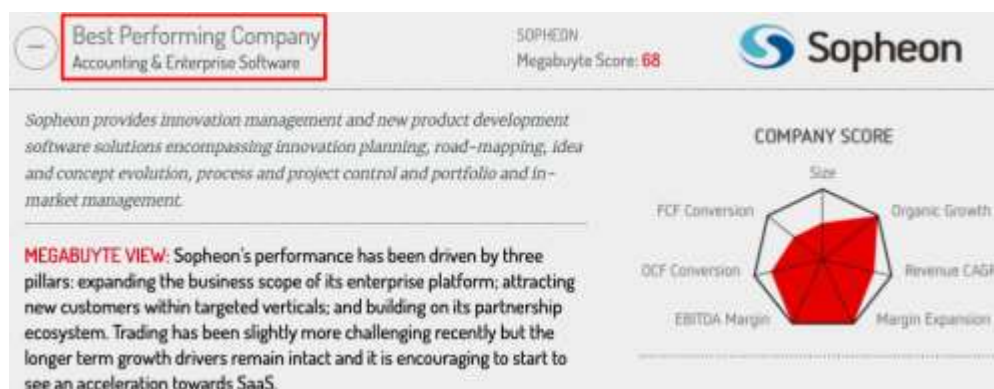 Best Performing Company
Accounting & Enterprise Software
SOPHEON
Megabuyte Score: 68
Sopheon
Sopheon provides innovation management and new product development
software solutions encompassing innovation planning, road-mapping, idea
and concept evolution, process and project control and portfolio and in-
market management.
MEGABUYTE VIEW: Sopheon's performance has been driven by three
pillars: expanding the business scope of its enterprise platform; attracting
new customers within targeted verticals; and building on its partnership
ecosystem. Trading has been slightly more challenging recently but the
longer term growth drivers remain intact and it is encouraging to start to
see an acceleration towards SaaS.
COMPANY SCORE
Size
FCF Conversion
Organic Growth
OCF Conversion
Revenue CAGR
EBITDA Margin
Margin Expansion